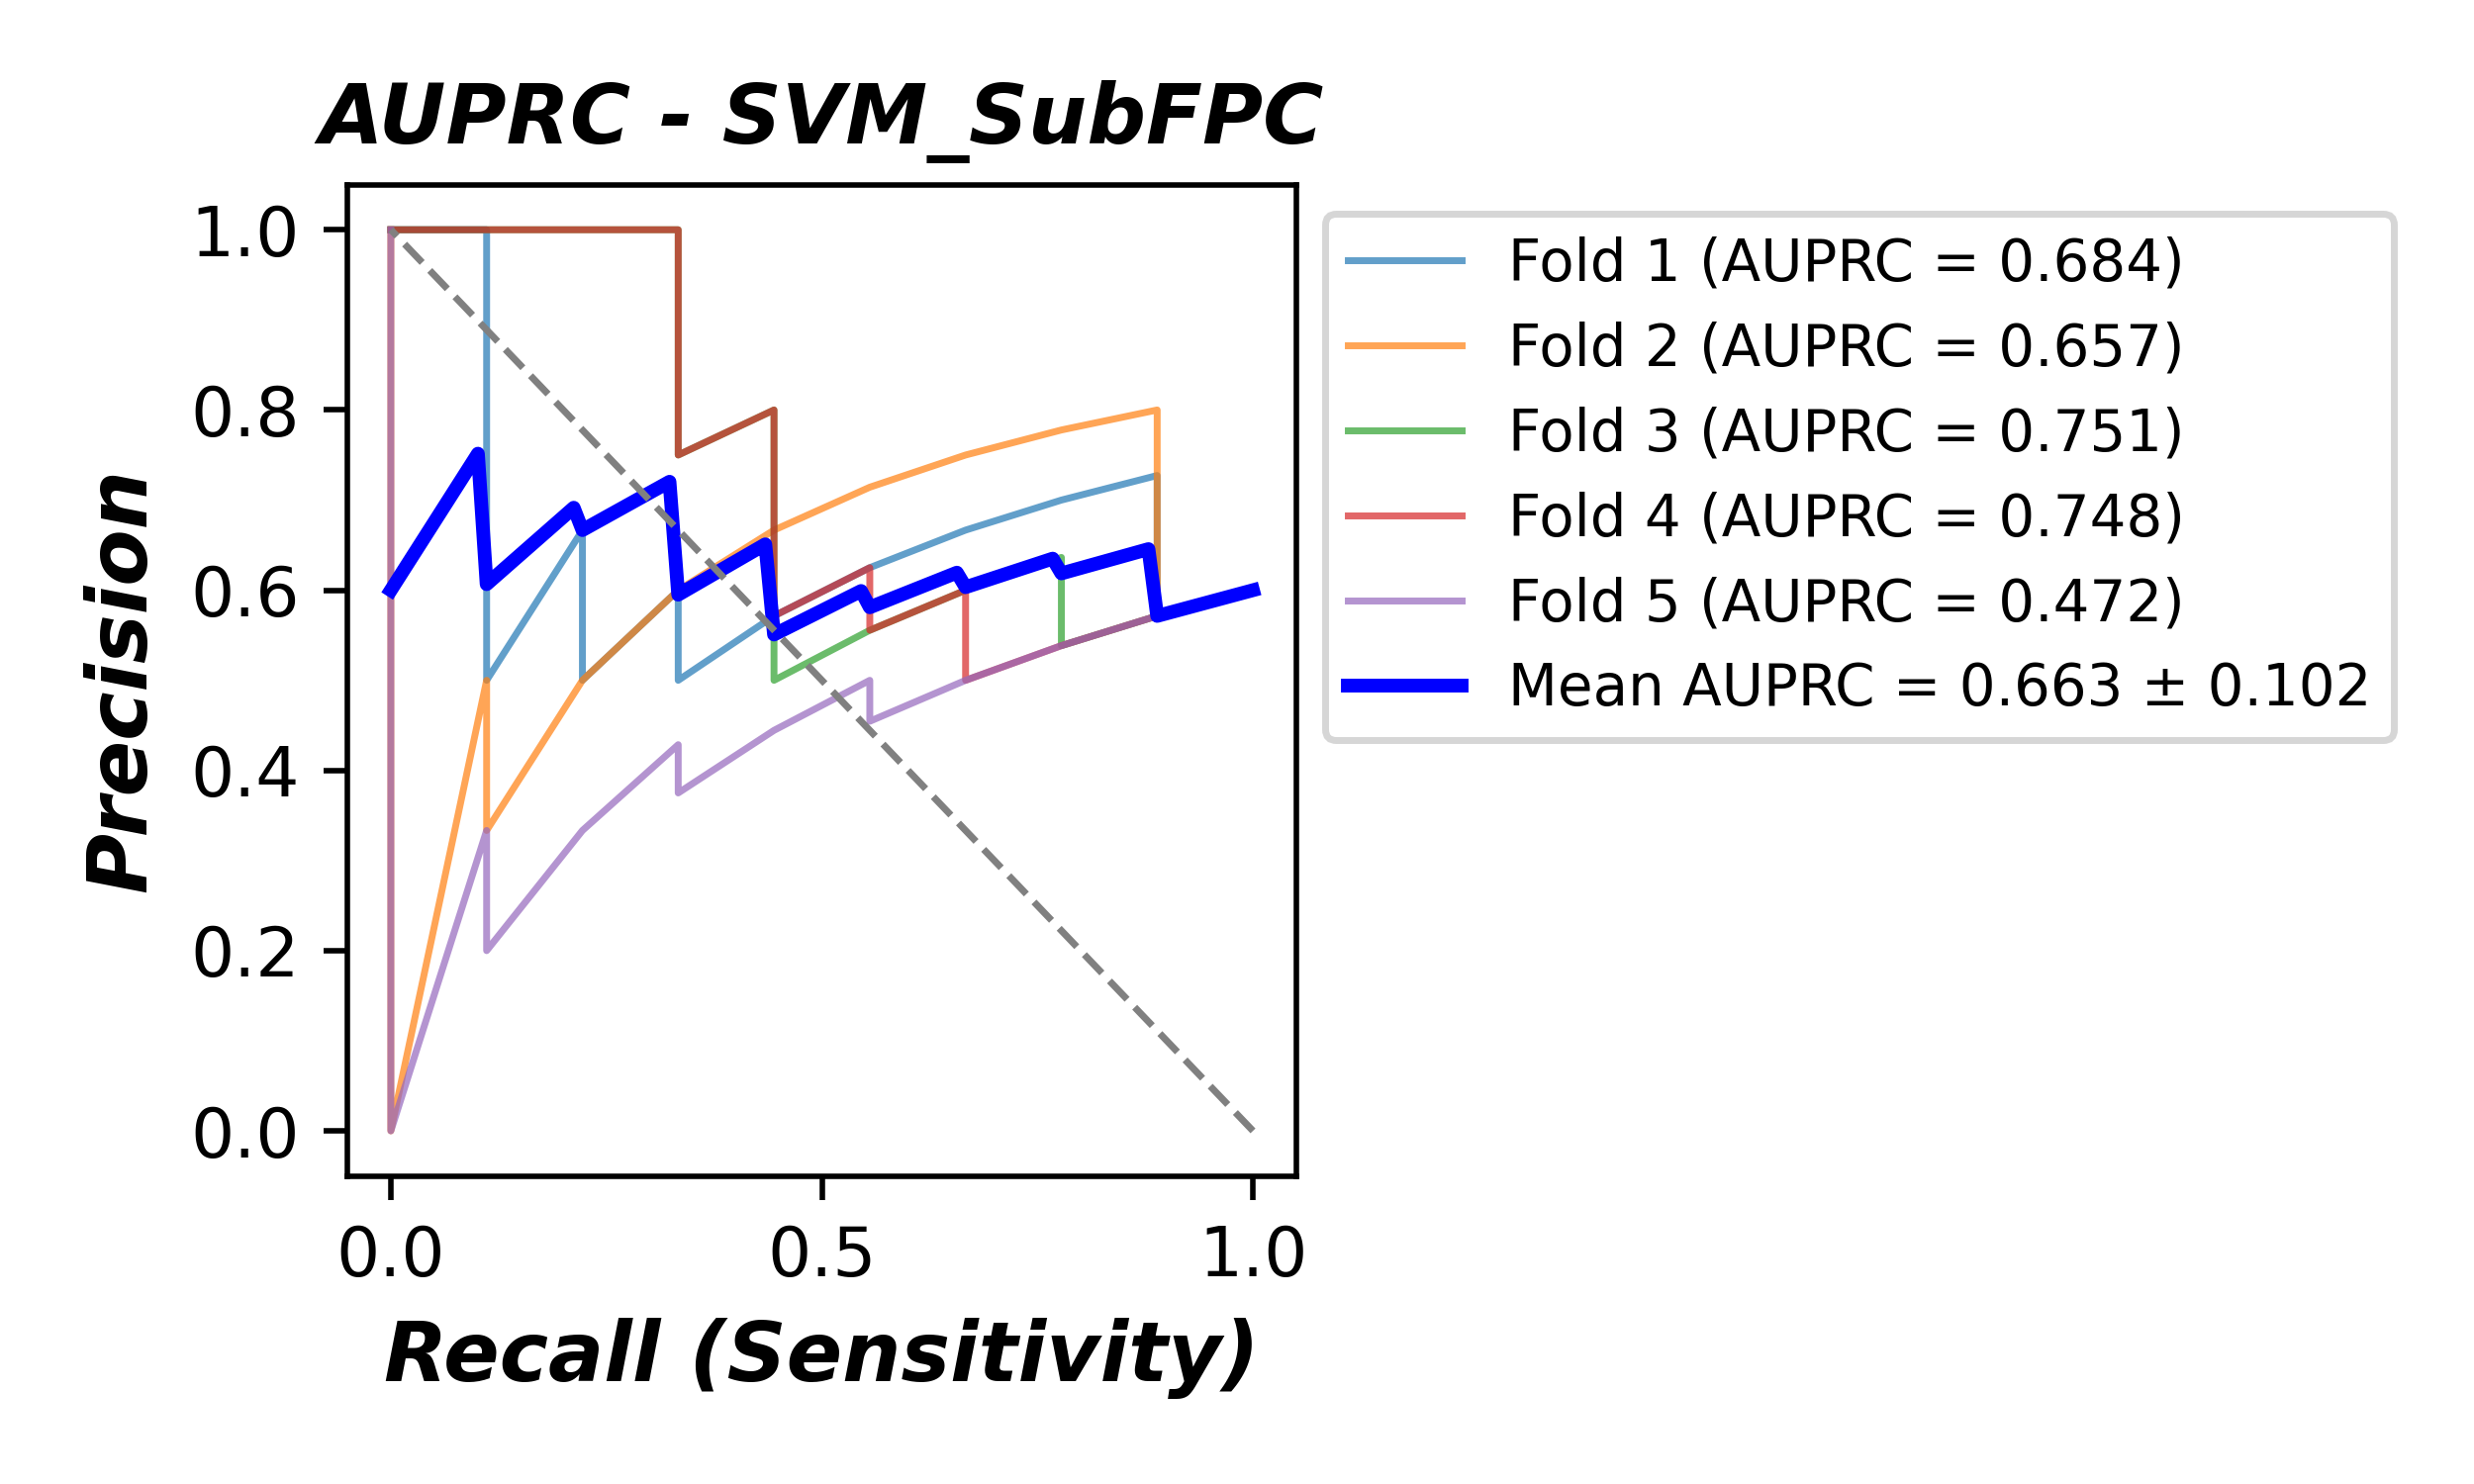 AUPRC - SVM_SubFPC
Precision
1.0
0.8
0.6
0.4
0.2
0.0
0.0
0.5
1.0
Recall (Sensitivity)
Fold 1 (AUPRC = 0.684)
Fold 2 (AUPRC = 0.657)
Fold 3 (AUPRC = 0.751)
Fold 4 (AUPRC = 0.748)
Fold 5 (AUPRC = 0.472)
Mean AUPRC = 0.663 ± 0.102